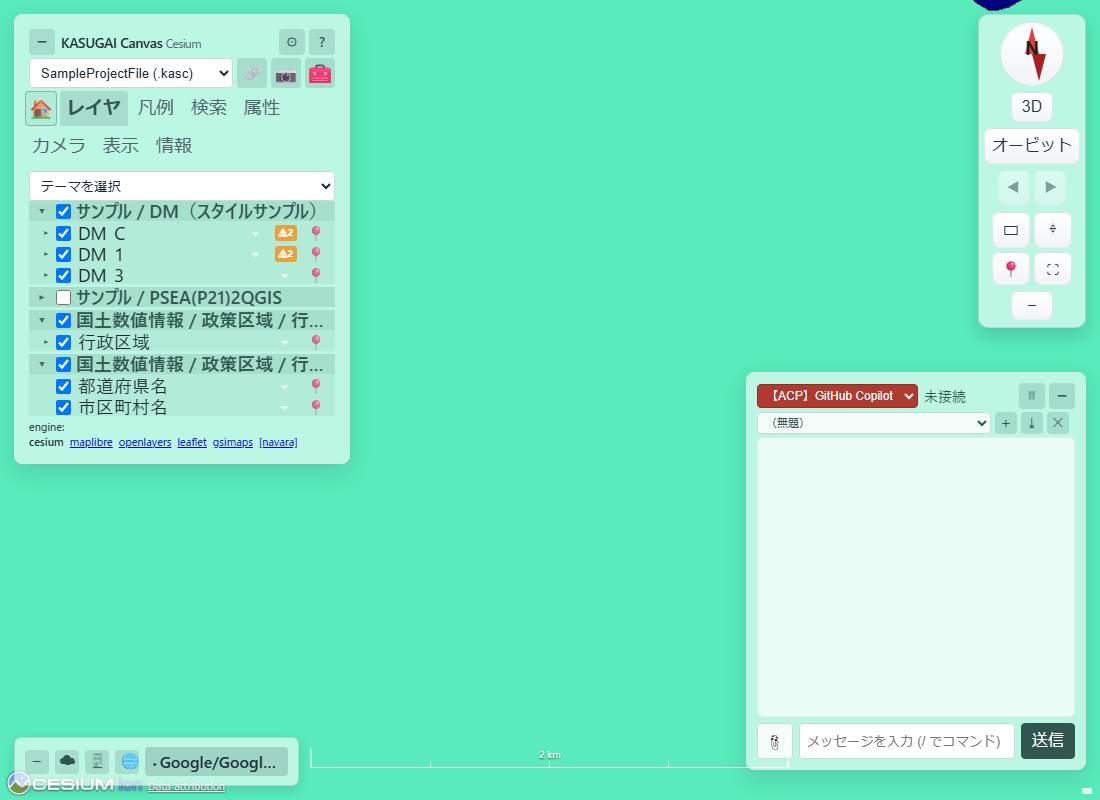 KASUGAI Canvas Cesium
?
SampleProjectFile (.kasc)
レイヤ 凡例 検索 属性
カメラ 表示 情報
テーマを選択
サンプル / DM（スタイルサンプル）
DM C
2
DM 1
2
DM 3
サンプル / PSEA(P21)2QGIS
国土数値情報 / 政策区域 / 行...
行政区域
国土数値情報 / 政策区域 / 行...
都道府県名
市区町村名
engine:
cesium maplibre openlayers leaflet gsimaps [navara]
N
3D
オービット
【ACP】GitHub Copilot 未接続
（無題）
メッセージを入力 (/ でコマンド) 送信
Google/Googl...
CESIUM ion Data attribution
2 km